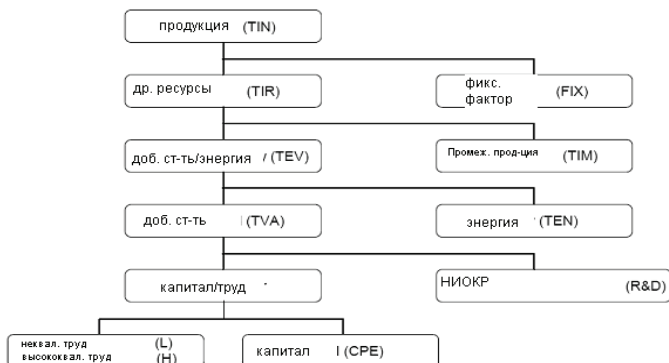 продукция (TIN)
др. ресурсы (TIR)
фикс.
фактор (FIX)
доб. ст-ть/энергия / (TEV)
Промеж. прод-ция (TIM)
доб. ст-ть (TVA)
энергия (TEN)
капитал/труд
НИОКР (R&D)
неквал. труд (L)
высококвал. труд (H)
капитал I (CPE)